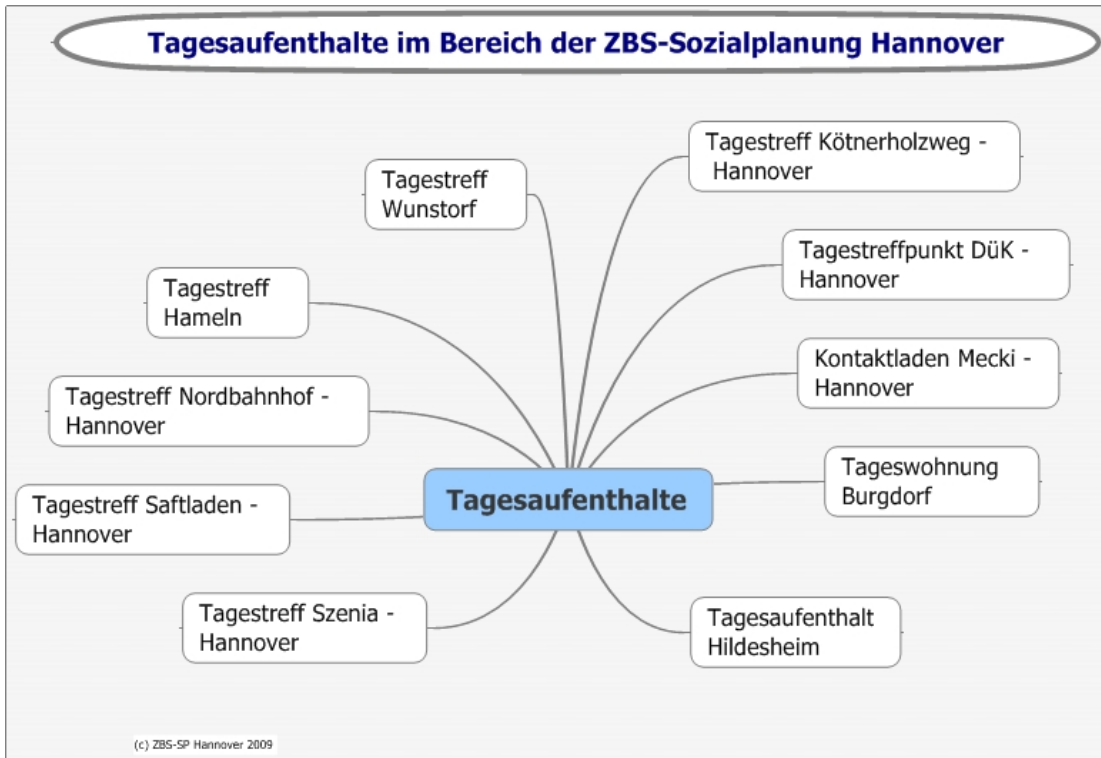 Tagesaufenthalte im Bereich der ZBS-Sozialplanung Hannover
Tagestreff Kötnerholzweg -
Hannover
Tagestreff
Wunstorf
Tagestreffpunkt DüK -
Hannover
Tagestreff
Hameln
Kontaktladen Mecki -
Hannover
Tagestreff Nordbahnhof -
Hannover
Tageswohnung
Burgdorf
Tagesaufenthalte
Tagestreff Saftladen -
Hannover
Tagestreff Szenia -
Hannover
Tagesaufenthalt
Hildesheim
(c) ZBS-SP Hannover 2009